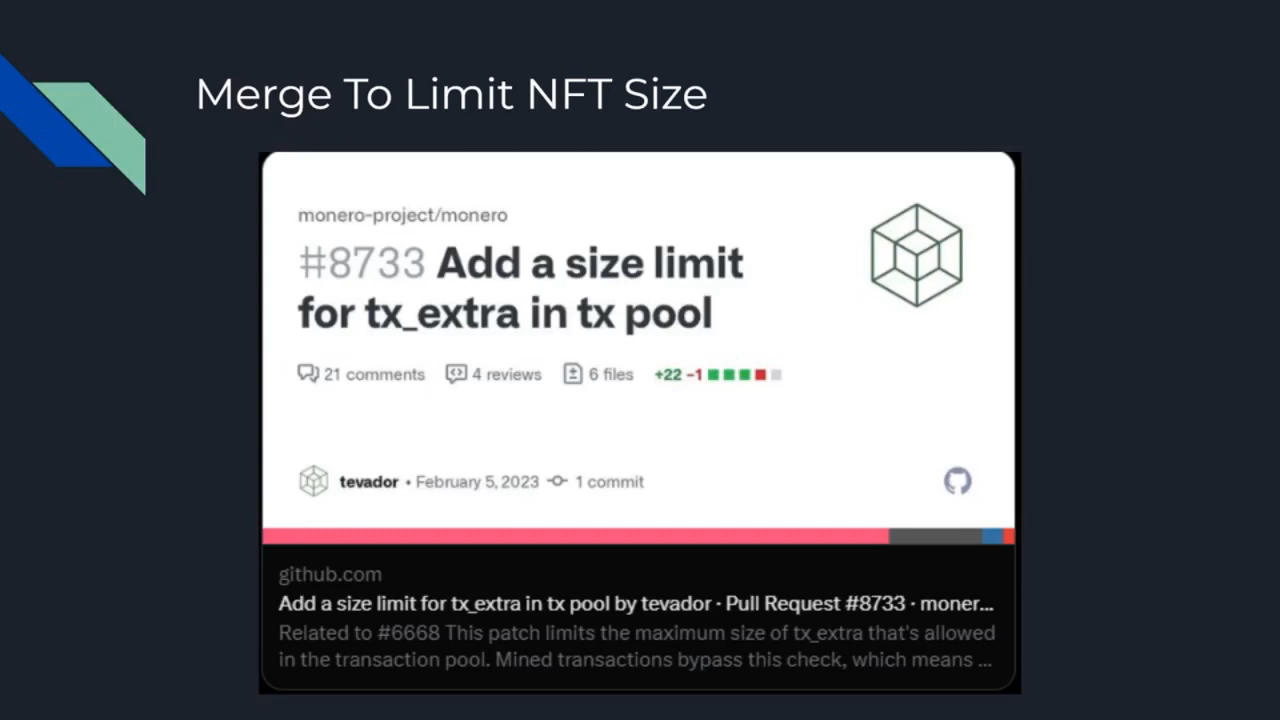 Merge To Limit NFT Size
monero-project/monero
#8733 Add a size limit
for tx_extra in tx pool
21 comments 4 reviews 6 files +22 −1
tevador • February 5, 2023 1 commit
github.com
Add a size limit for tx_extra in tx pool by tevador · Pull Request #8733 · moner...
Related to #6668 This patch limits the maximum size of tx_extra that's allowed
in the transaction pool. Mined transactions bypass this check, which means ...